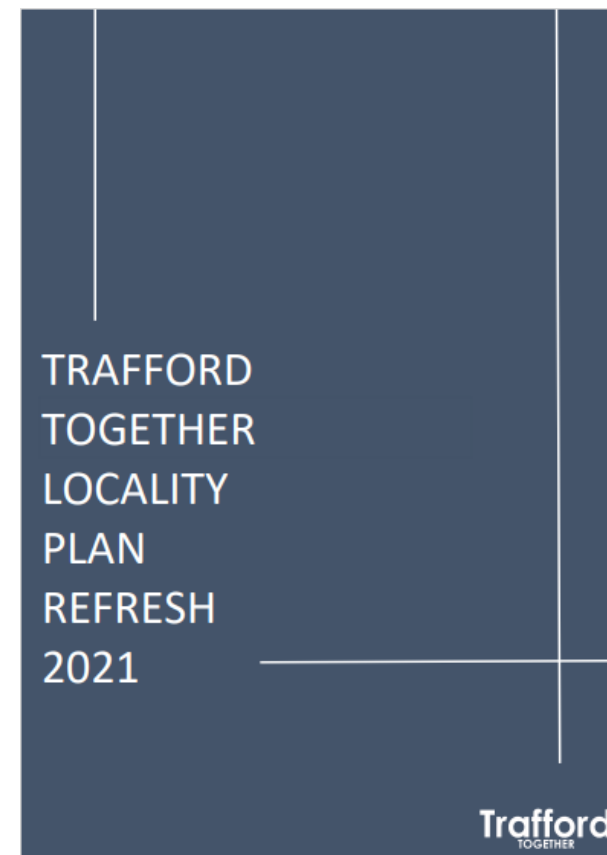 TRAFFORD
TOGETHER
LOCALITY
PLAN
REFRESH
2021
Trafford
TOGETHER